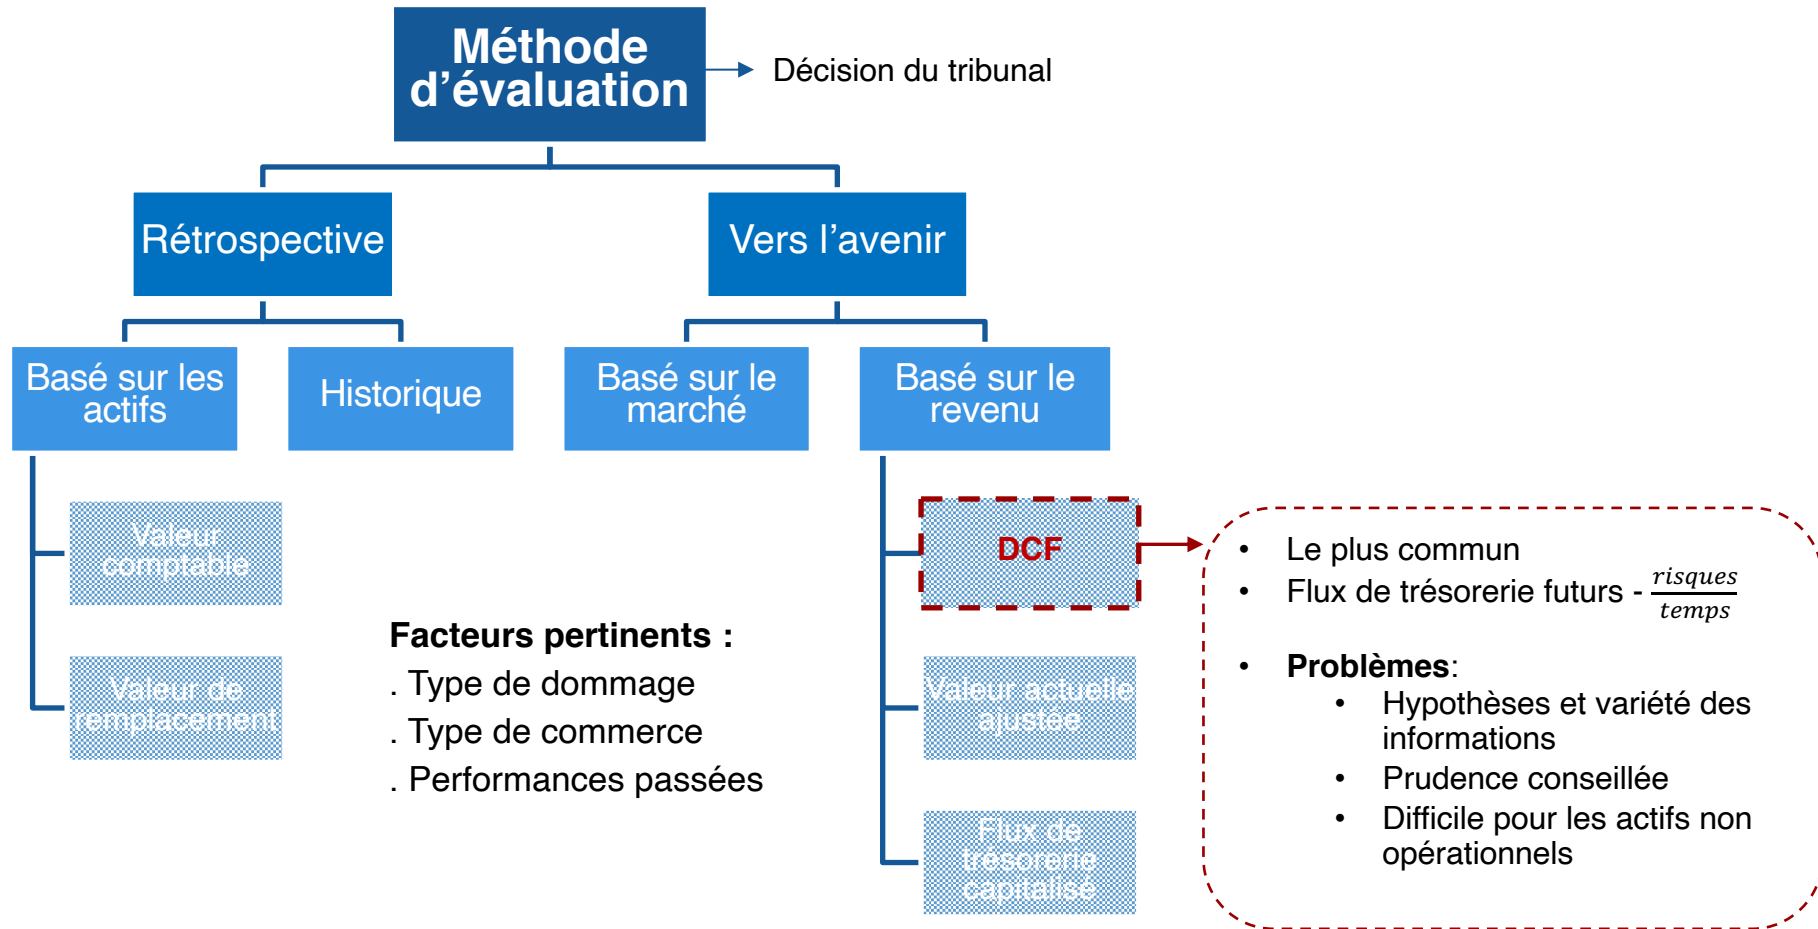 Méthode
d’évaluation
Décision du tribunal
Rétrospective
Vers l’avenir
Basé sur les
actifs
Historique
Basé sur le
marché
Basé sur le
revenu
Valeur
comptable
Valeur de
remplacement
Facteurs pertinents :
. Type de dommage
. Type de commerce
. Performances passées
DCF
Valeur actuelle
ajustée
Flux de
trésorerie
capitalisé
• Le plus commun
• Flux de trésorerie futurs - risques/temps
• Problèmes:
• Hypothèses et variété des
informations
• Prudence conseillée
• Difficile pour les actifs non
opérationnels